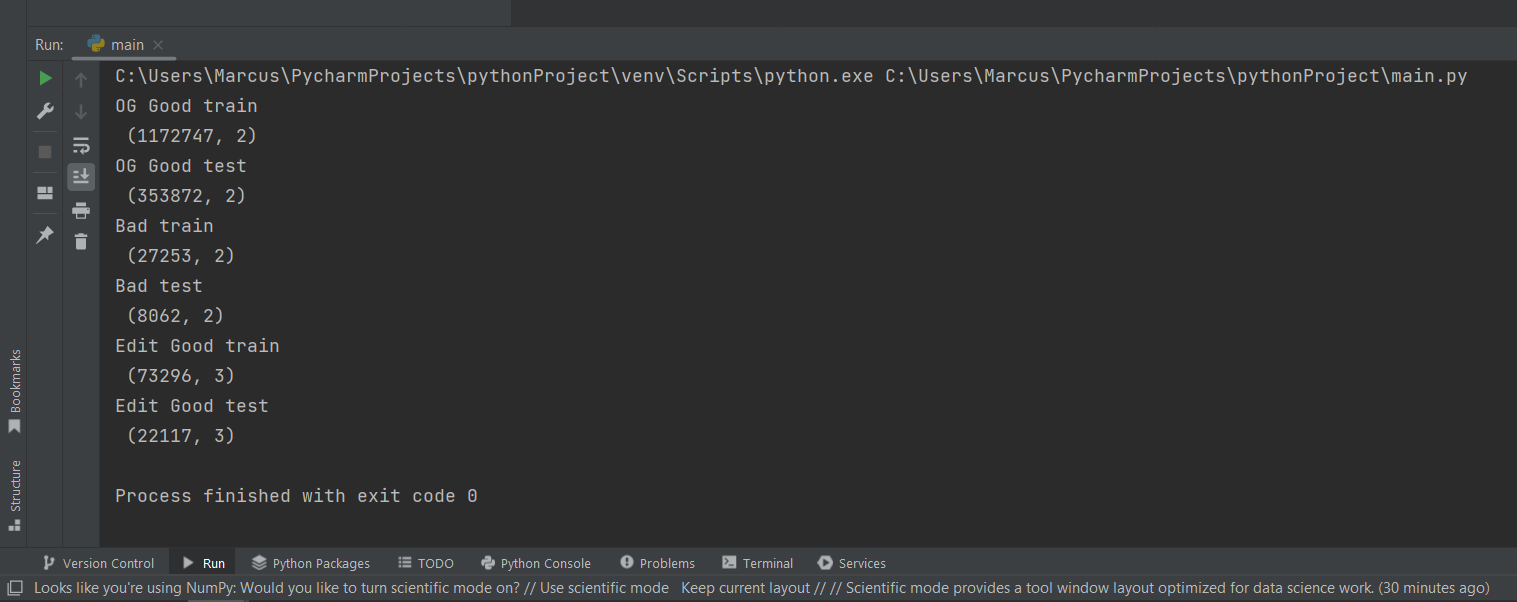 Run: main
C:\Users\Marcus\PycharmProjects\pythonProject\venv\Scripts\python.exe C:\Users\Marcus\PycharmProjects\pythonProject\main.py
OG Good train
(1172747, 2)
OG Good test
(353872, 2)
Bad train
(27253, 2)
Bad test
(8062, 2)
Edit Good train
(73296, 3)
Edit Good test
(22117, 3)
Process finished with exit code 0
Bookmarks
Structure
Version Control Run Python Packages TODO Python Console Problems Terminal Services
Looks like you're using NumPy: Would you like to turn scientific mode on? // Use scientific mode Keep current layout // // Scientific mode provides a tool window layout optimized for data science work. (30 minutes ago)